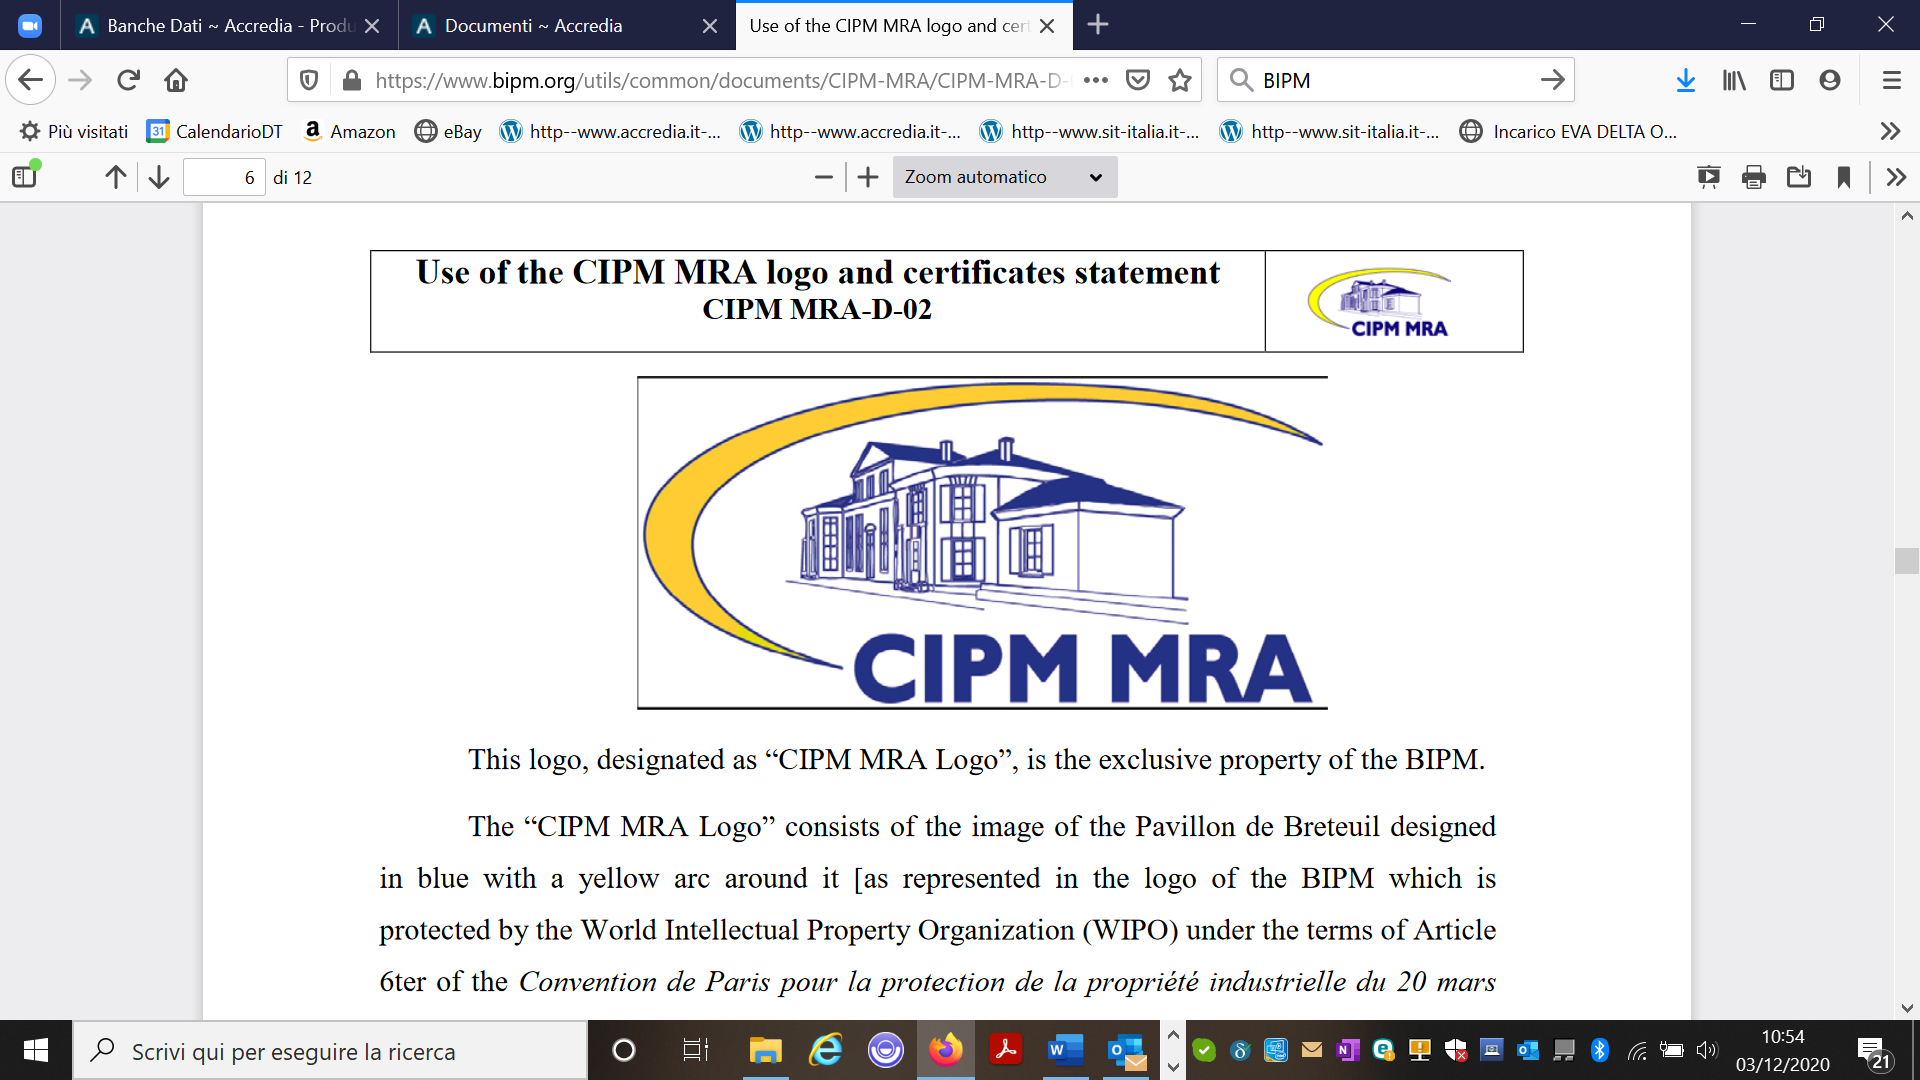 Banche Dati ~ Accredia - Produ
Documenti ~ Accredia
Use of the CIPM MRA logo and cert
https://www.bipm.org/utils/common/documents/CIPM-MRA/CIPM-MRA-D-
BIPM
Più visitati
31
CalendarioDT
Amazon
eBay
http--www.accredia.it-...
http--www.accredia.it-...
http--www.sit-italia.it-...
http--www.sit-italia.it-...
Incarico EVA DELTA O...
6
di 12
Zoom automatico
Use of the CIPM MRA logo and certificates statement
CIPM MRA-D-02
CIPM MRA
CIPM MRA
This logo, designated as “CIPM MRA Logo”, is the exclusive property of the BIPM.
The “CIPM MRA Logo” consists of the image of the Pavillon de Breteuil designed
in blue with a yellow arc around it [as represented in the logo of the BIPM which is
protected by the World Intellectual Property Organization (WIPO) under the terms of Article
6ter of the Convention de Paris pour la protection de la propriété industrielle du 20 mars
Scrivi qui per eseguire la ricerca
10:54
03/12/2020
21